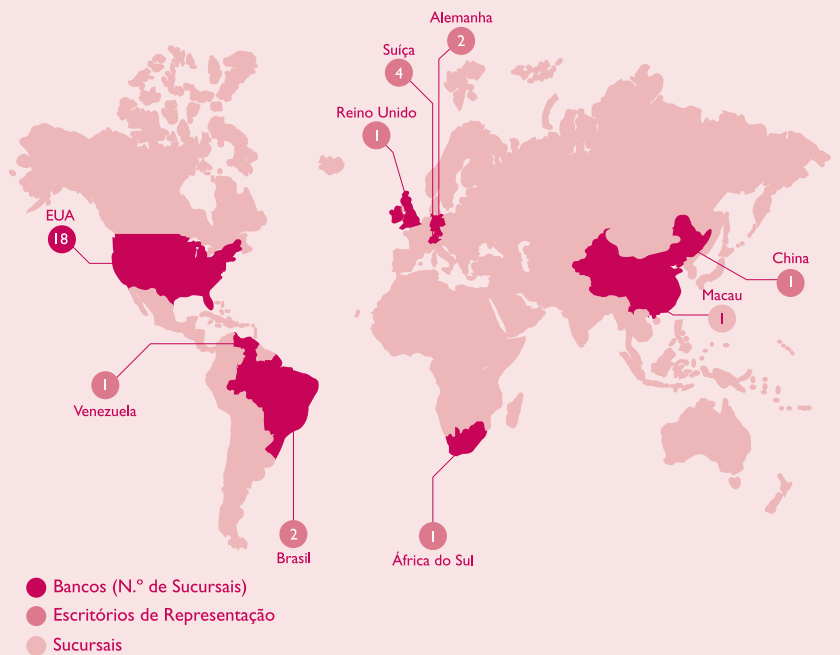 Alemanha
2
Suíça
4
Reino Unido
1
EUA
18
China
1
Macau
1
1
Venezuela
2
Brasil
1
África do Sul
Bancos (N.º de Sucursais)
Escritórios de Representação
Sucursais